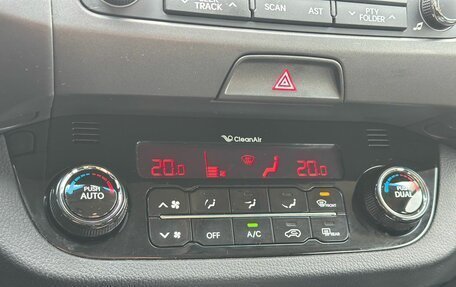 TRACK SCAN AST PTY FOLDER
CleanAir
20.0 20.0
PUSH AUTO
PUSH DUAL
FRONT
OFF A/C REAR